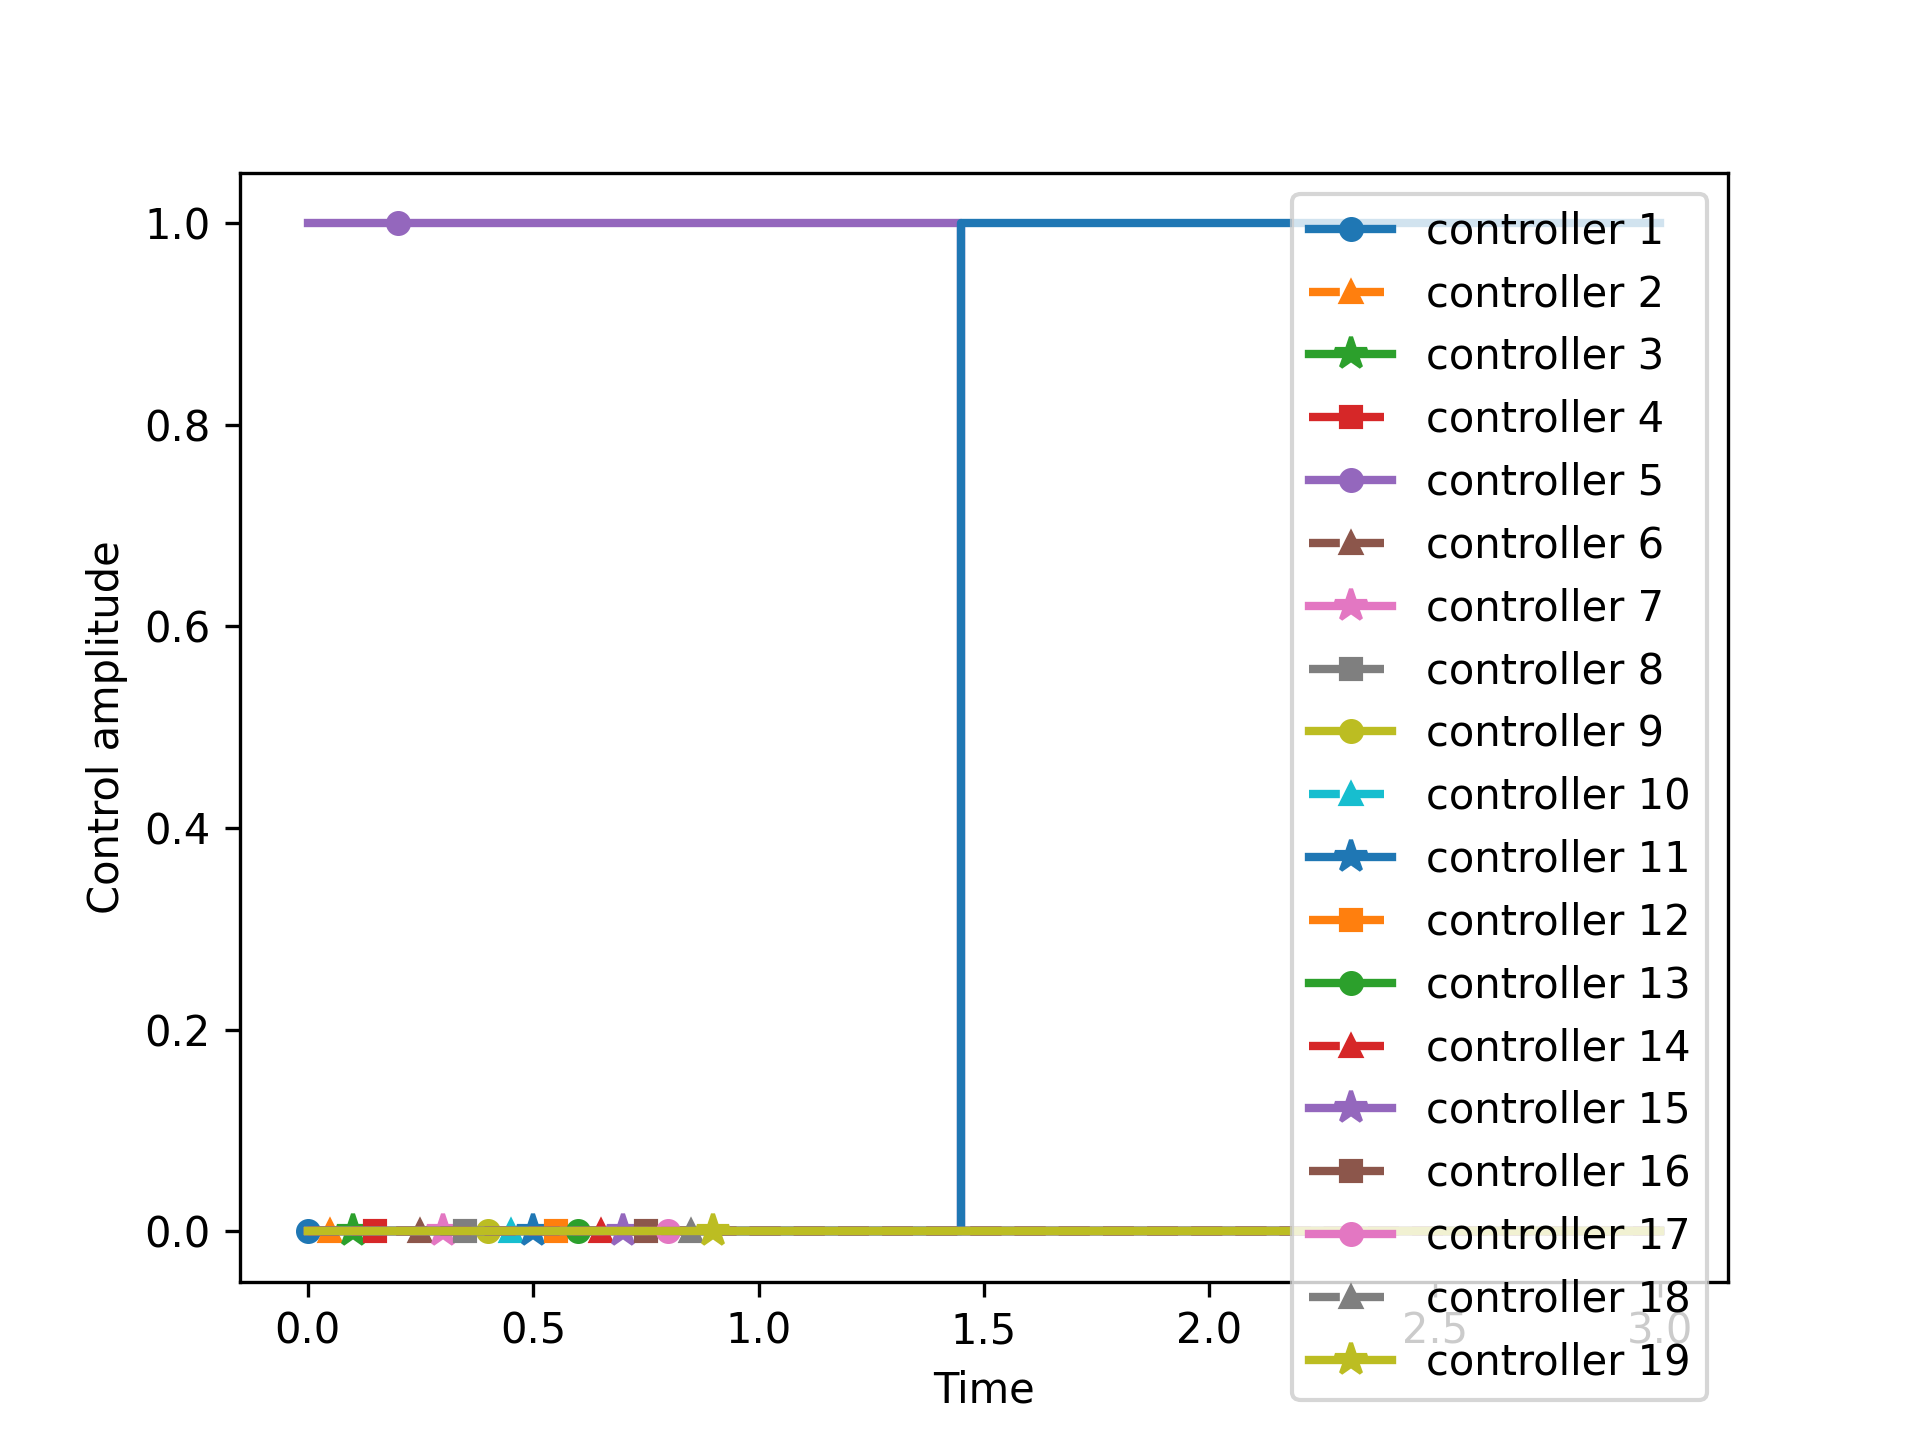 1.0
0.8
0.6
0.4
0.2
0.0
Control amplitude
0.0 0.5 1.0 1.5 2.0 2.5 3.0
Time
controller 1
controller 2
controller 3
controller 4
controller 5
controller 6
controller 7
controller 8
controller 9
controller 10
controller 11
controller 12
controller 13
controller 14
controller 15
controller 16
controller 17
controller 18
controller 19